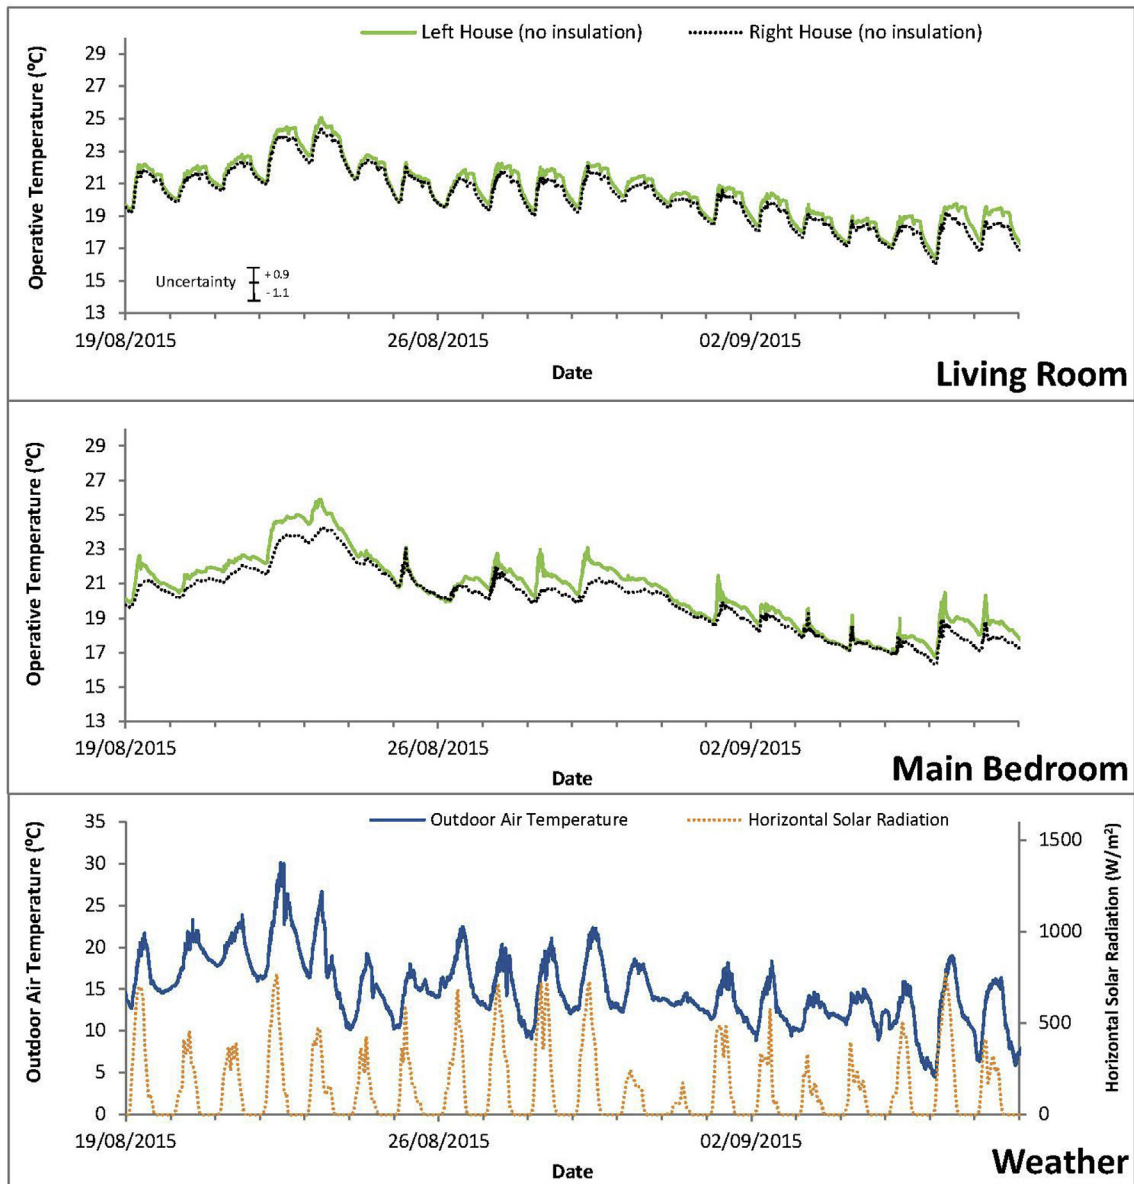 Left House (no insulation) Right House (no insulation)
Operative Temperature (ºC)
29
27
25
23
21
19
17
15
13
Uncertainty +0.9
- 1.1
19/08/2015 26/08/2015 02/09/2015
Date
Living Room
Operative Temperature (ºC)
29
27
25
23
21
19
17
15
13
19/08/2015 26/08/2015 02/09/2015
Date
Main Bedroom
Outdoor Air Temperature Horizontal Solar Radiation
Outdoor Air Temperature (ºC)
35
30
25
20
15
10
5
0
1500
1000
500
0
Horizontal Solar Radiation (W/m²)
19/08/2015 26/08/2015 02/09/2015
Date
Weather